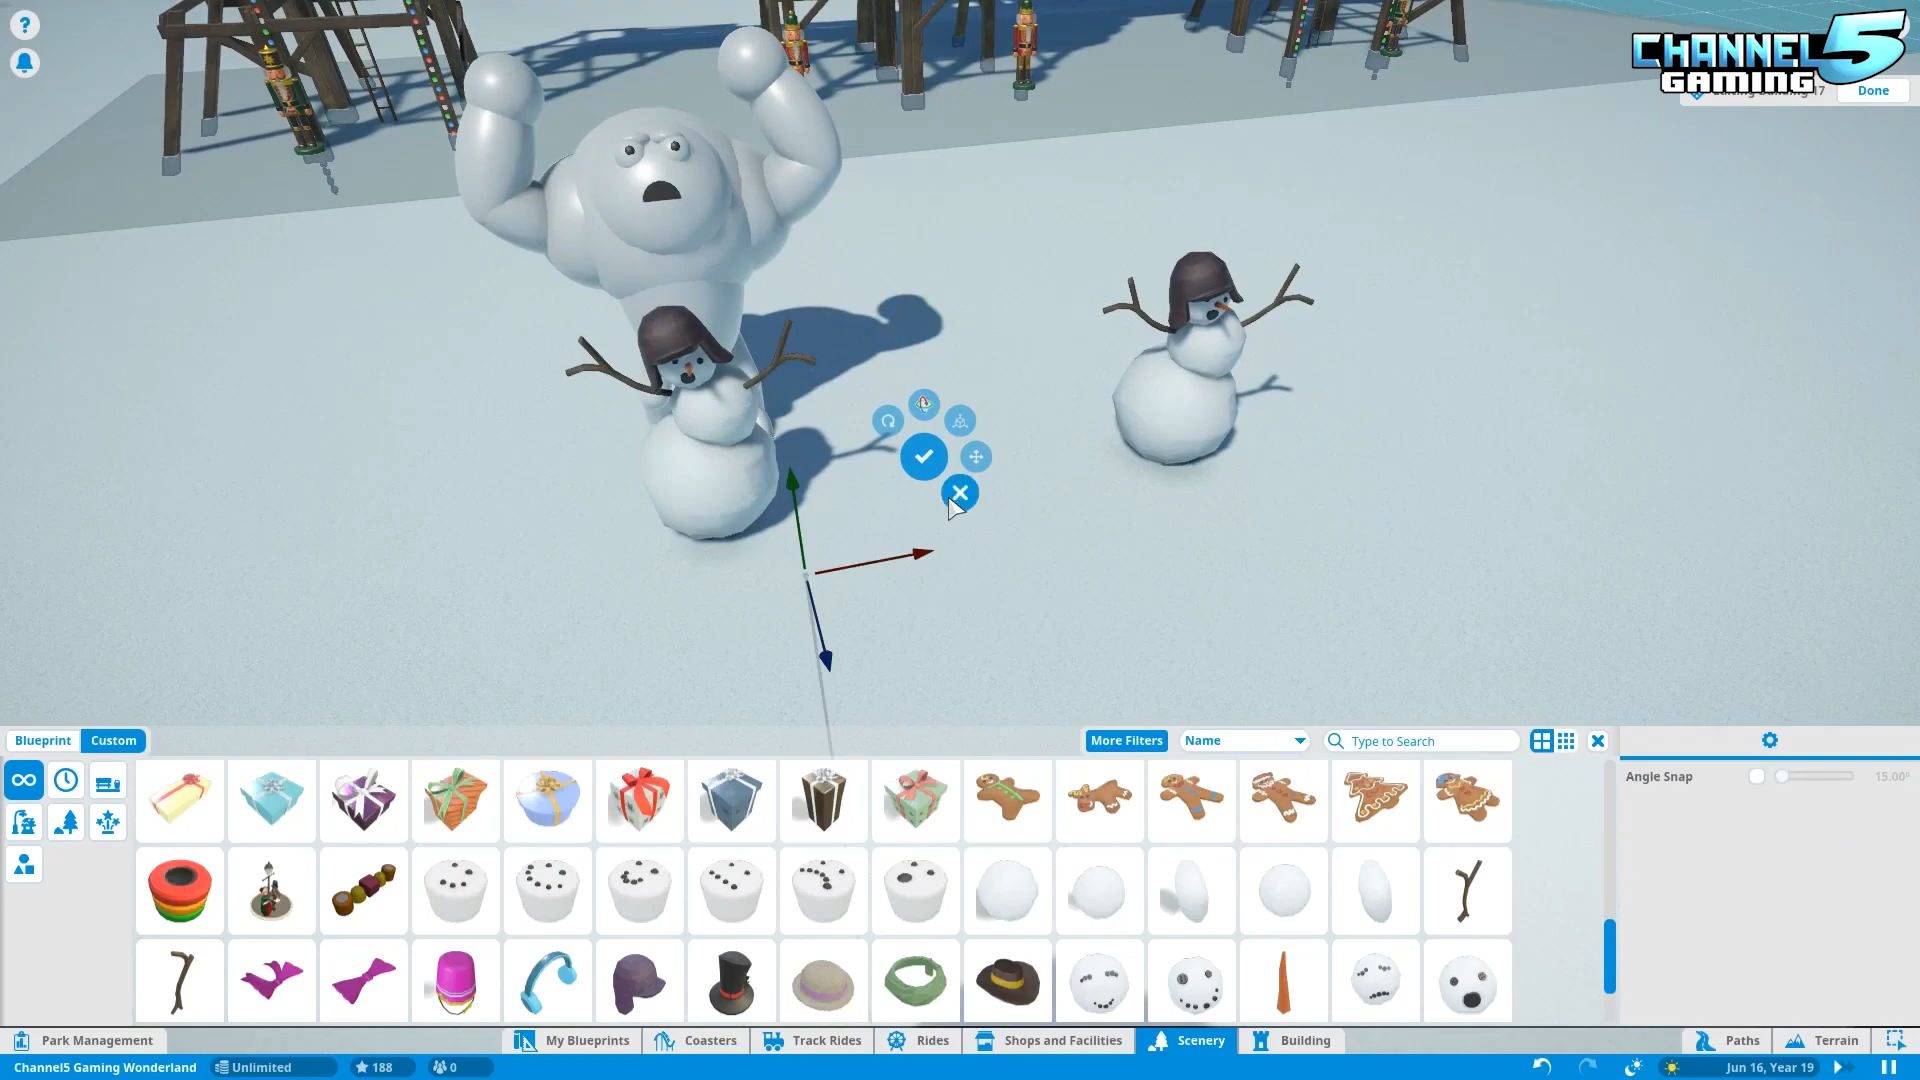 ?
CHANNEL 5
GAMING
17
Done
Blueprint
Custom
More Filters
Name
Type to Search
Angle Snap
15.00°
Park Management
My Blueprints
Coasters
Track Rides
Rides
Shops and Facilities
Scenery
Building
Paths
Terrain
Channel5 Gaming Wonderland
Unlimited
188
0
Jun 16, Year 19